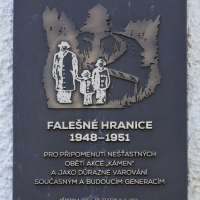 FALEŠNÉ HRANICE
1948–1951
PRO PŘIPOMENUTÍ NEŠŤASTNÝCH
OBĚTÍ AKCE „KÁMEN“
A JAKO DŮRAZNÉ VAROVÁNÍ
SOUČASNÝM A BUDOUCÍM GENERACÍM